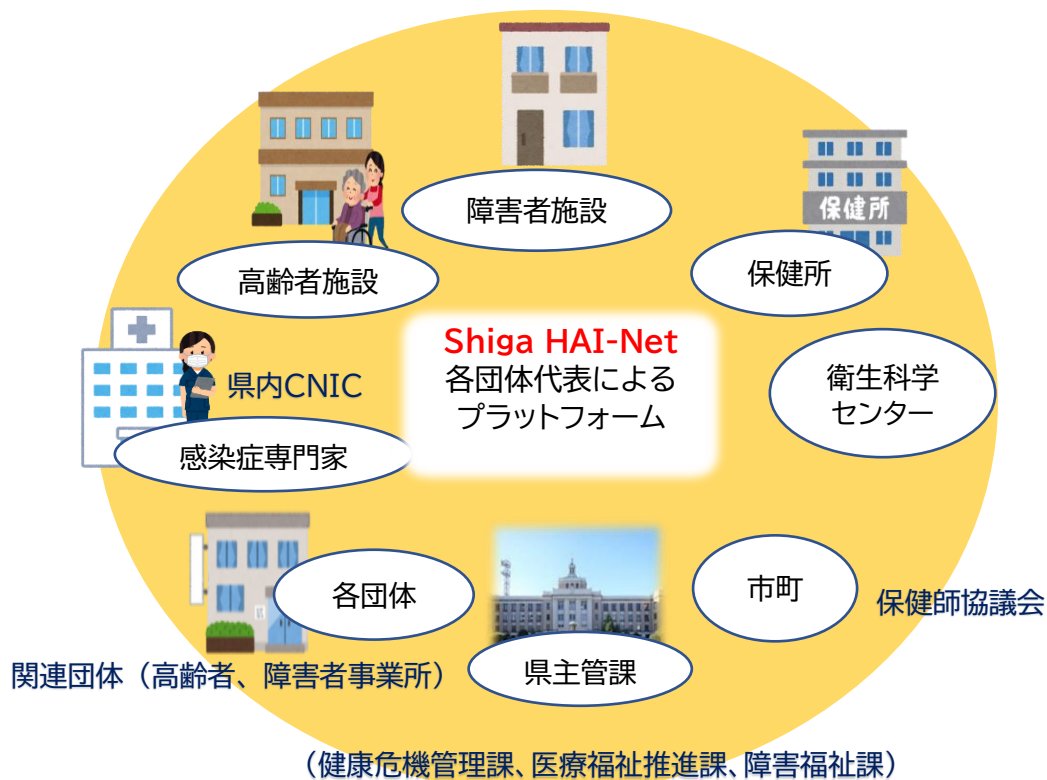 障害者施設
保健所
高齢者施設
保健所
Shiga HAI-Net
各団体代表による
プラットフォーム
衛生科学
センター
県内CNIC
感染症専門家
各団体
市町
保健師協議会
県主管課
関連団体（高齢者、障害者事業所）
（健康危機管理課、医療福祉推進課、障害福祉課）